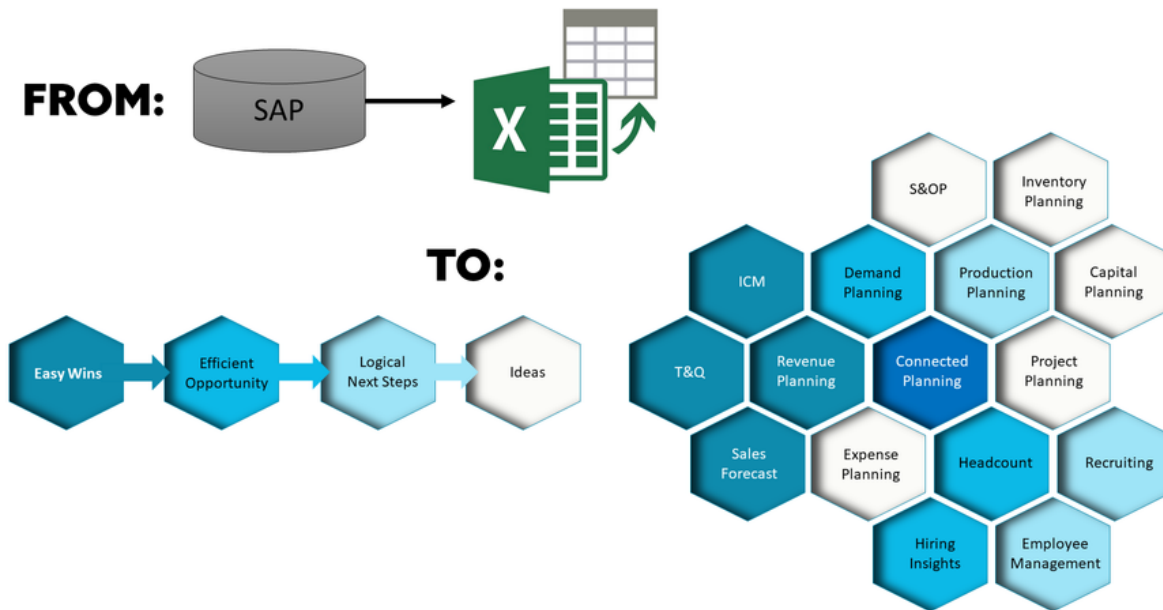 FROM:
SAP
X
TO:
Easy Wins
Efficient
Opportunity
Logical
Next Steps
Ideas
S&OP
Inventory
Planning
ICM
Demand
Planning
Production
Planning
Capital
Planning
T&Q
Revenue
Planning
Connected
Planning
Project
Planning
Sales
Forecast
Expense
Planning
Headcount
Recruiting
Hiring
Insights
Employee
Management